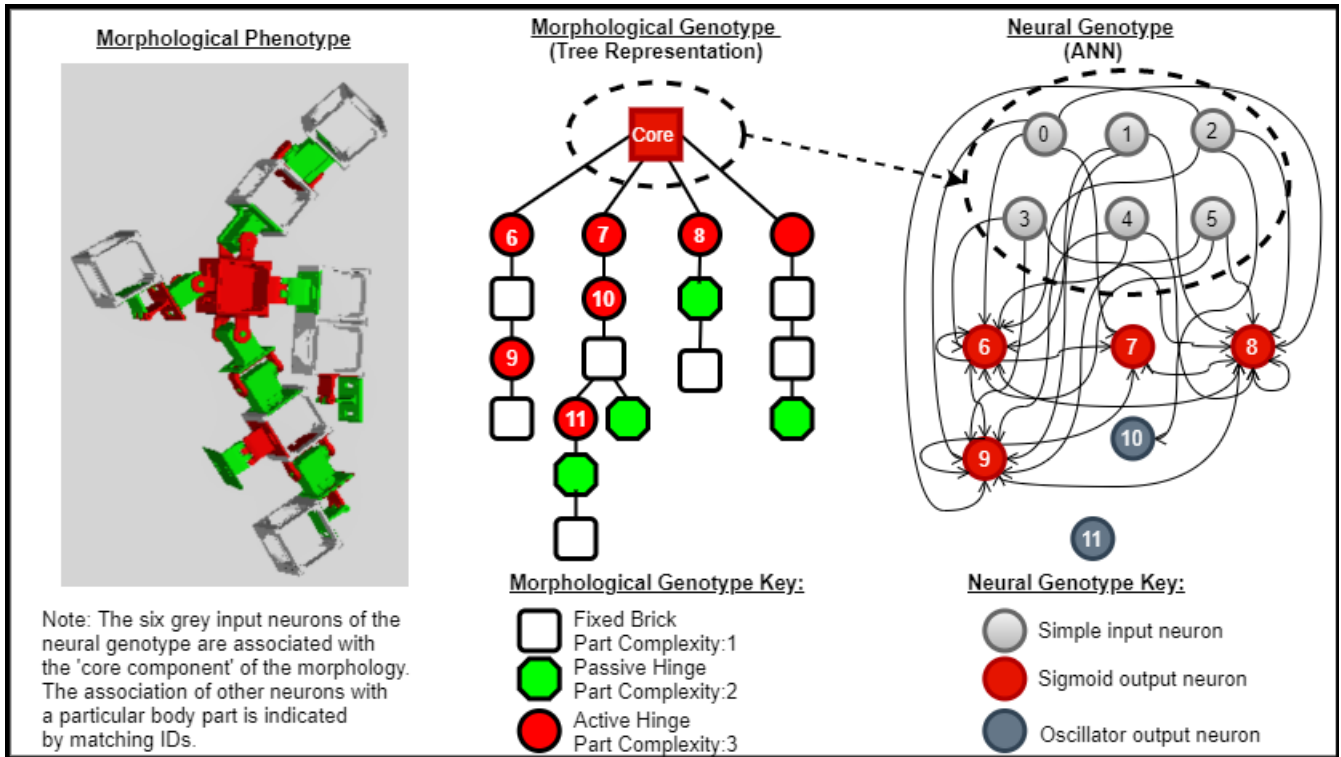 Morphological Phenotype
Morphological Genotype
(Tree Representation)
Neural Genotype
(ANN)
Core
0
1
2
3
4
5
6
7
8
6
7
8
10
10
9
9
11
11
Note: The six grey input neurons of the
neural genotype are associated with
the 'core component' of the morphology.
The association of other neurons with
a particular body part is indicated
by matching IDs.
Morphological Genotype Key:
Fixed Brick
Part Complexity:1
Passive Hinge
Part Complexity:2
Active Hinge
Part Complexity:3
Neural Genotype Key:
Simple input neuron
Sigmoid output neuron
Oscillator output neuron